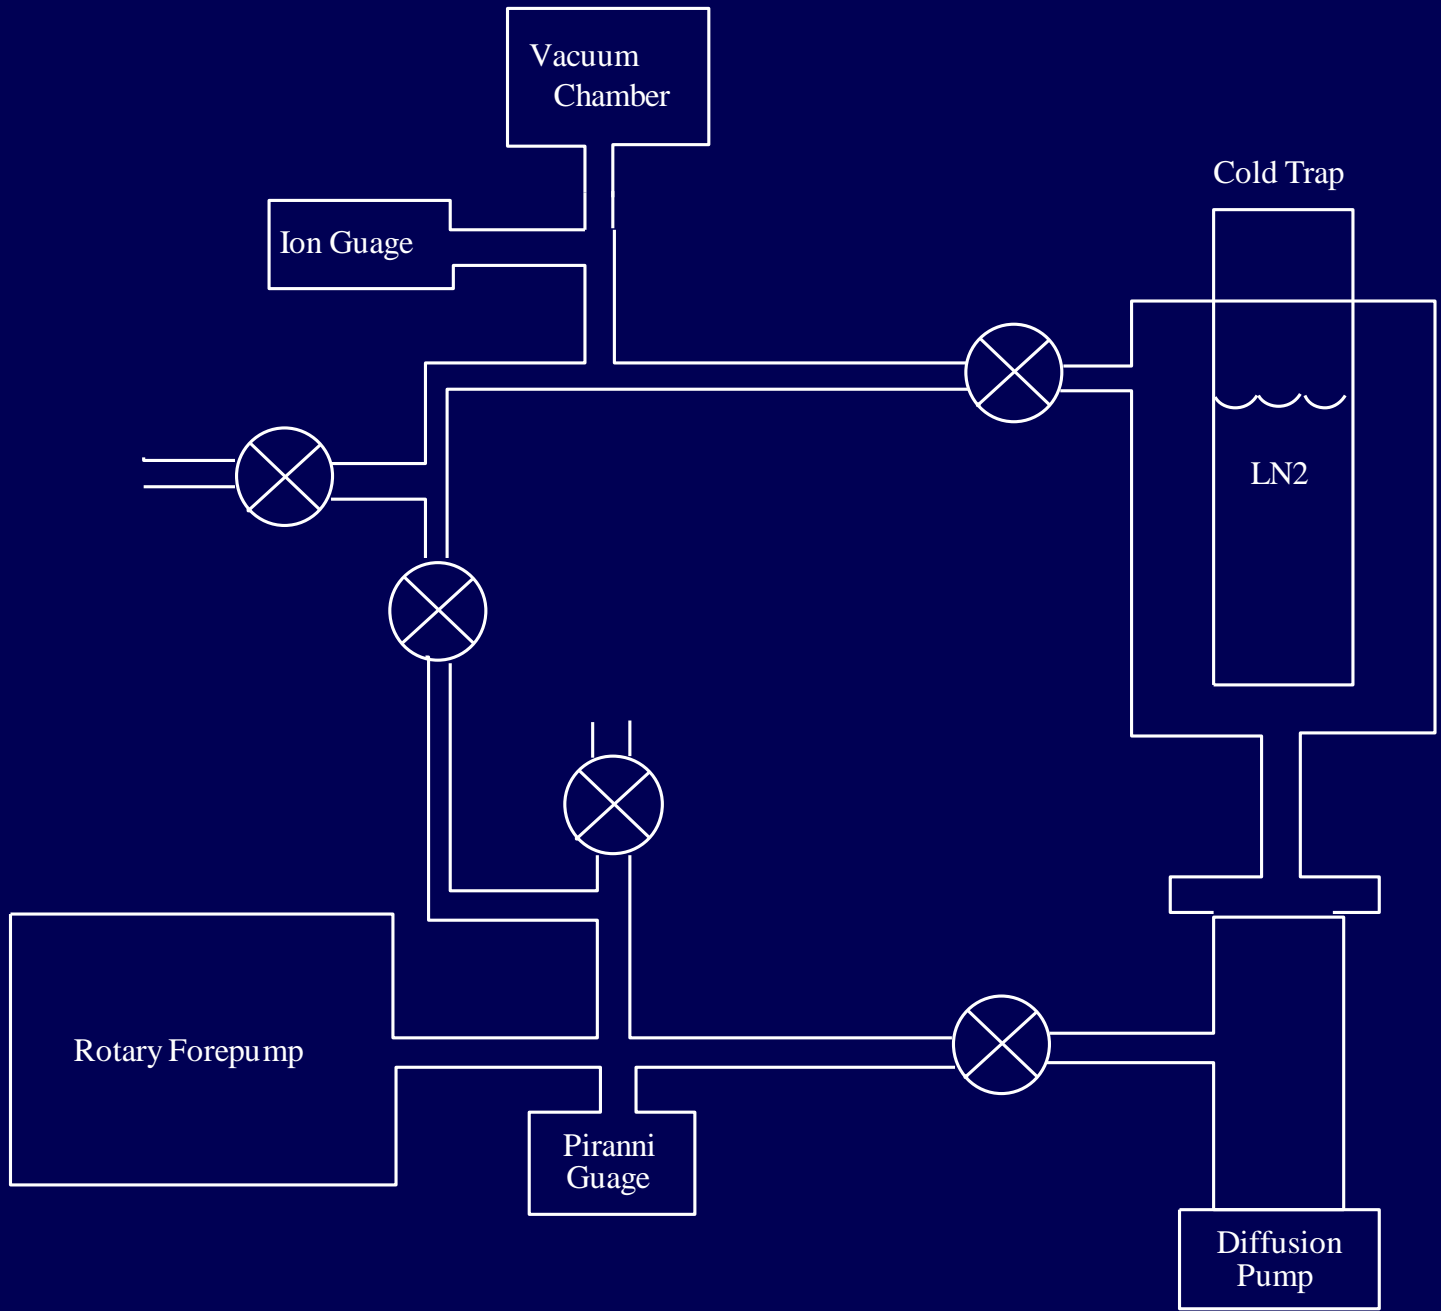 Vacuum
Chamber
Cold Trap
Ion Guage
LN2
Rotary Forepump
Piranni
Guage
Diffusion
Pump